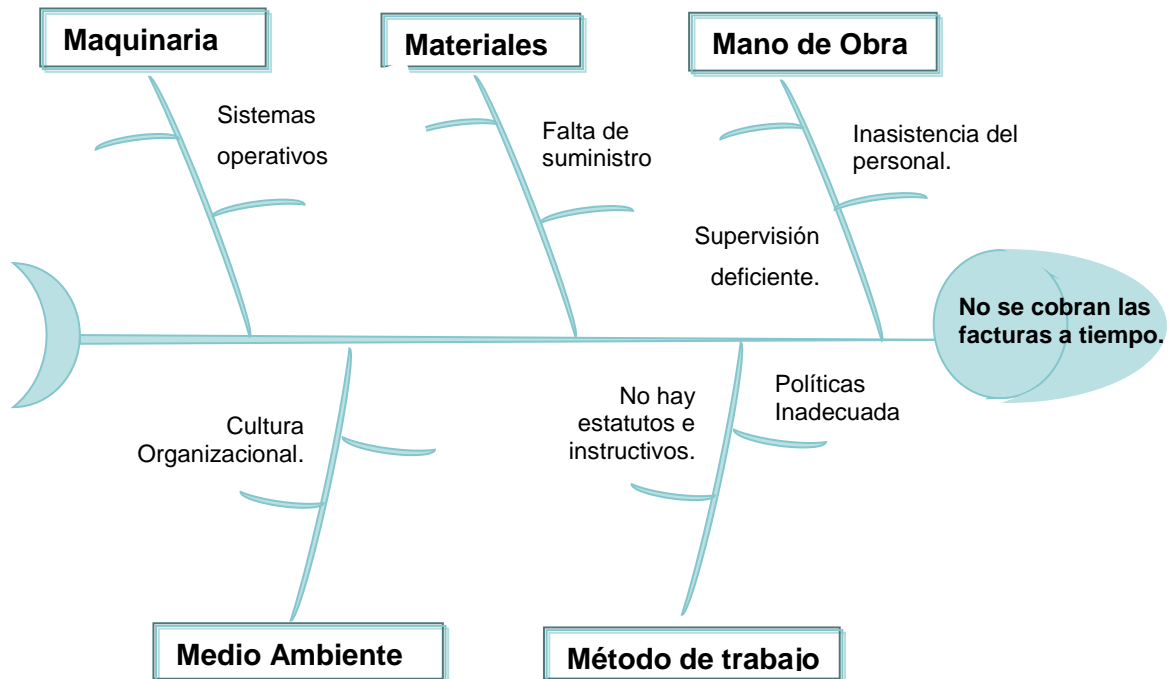 Maquinaria
Materiales
Mano de Obra
Sistemas
operativos
Falta de
suministro
Inasistencia del
personal.
Supervisión
deficiente.
No se cobran las
facturas a tiempo.
Cultura
Organizacional.
No hay
estatutos e
instructivos.
Políticas
Inadecuada
Medio Ambiente
Método de trabajo